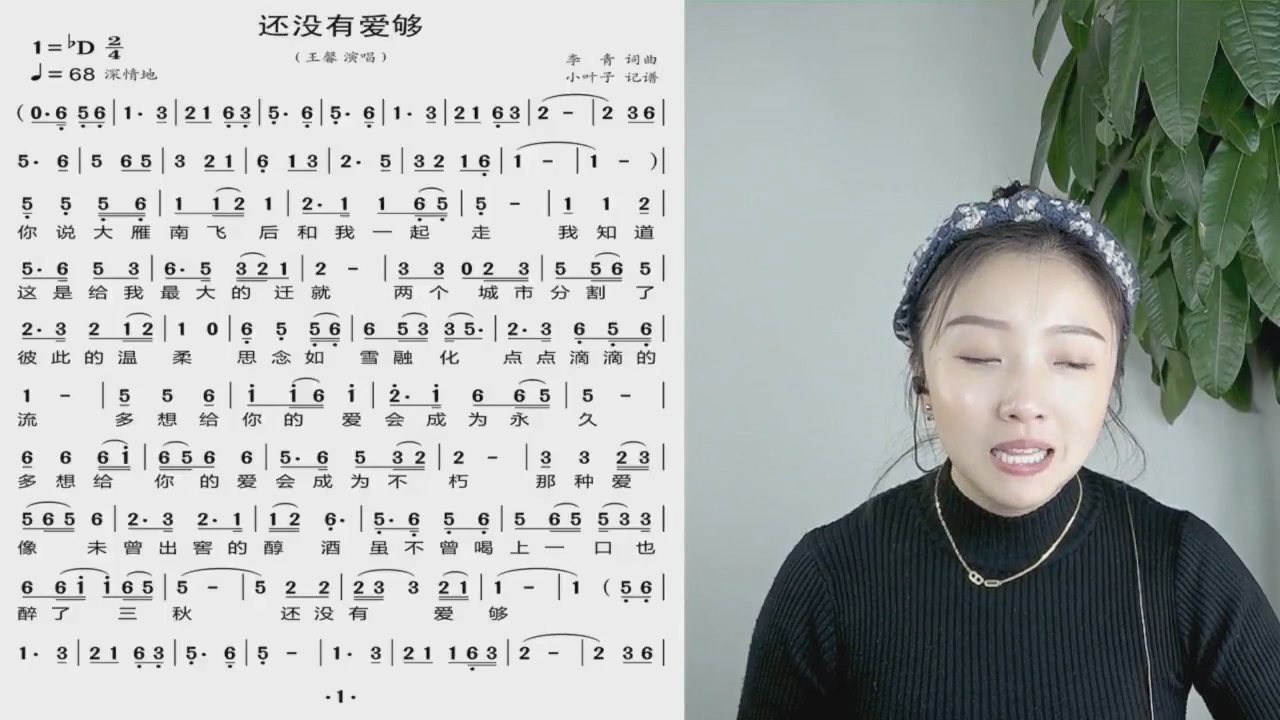 还没有爱够
1=♭D 2/4
（王馨 演唱）
李 青 词曲
♩=68 深情地
小叶子 记谱
(0·6 56|1· 3|21 63|5· 6|5· 6|1· 3|21 63|2 -|2 36|
5· 6|5 65|3 21|6 13|2· 5|32 16|1 -|1 -)|
5 5 5 6|1 12 1|2· 1 1 65|5 -|1 1 2|
你说大雁南飞后和我一起走 我知道
5·6 5 3|6·5 321|2 -|3 3 02 3|5 56 5|
这是给我最大的迁就 两个城市分割了
2·3 2 12|1 0|6 5 56|6 53 35·|2·3 6 5 6|
彼此的温柔 思念如雪融化 点点滴滴的
1 -|5 5 6|i i6 i|2· i 6 65|5 -|
流 多想给你的爱会成为永久
6 6 6i|656 6|5·6 5 32|2 -|3 3 23|
多想给你的爱会成为不朽 那种爱
565 6|2·3 2·1|12 6·|5·6 5 6|5 65 533|
像未曾出窖的醇酒虽不曾喝上一口也
6 6i i65|5 -|5 2 2|23 3 21|1 -|1 (56|
醉了三秋 还没有爱够
1· 3|21 63|5· 6|5 -|1· 3|21 163|2 -|2 36|
·1·